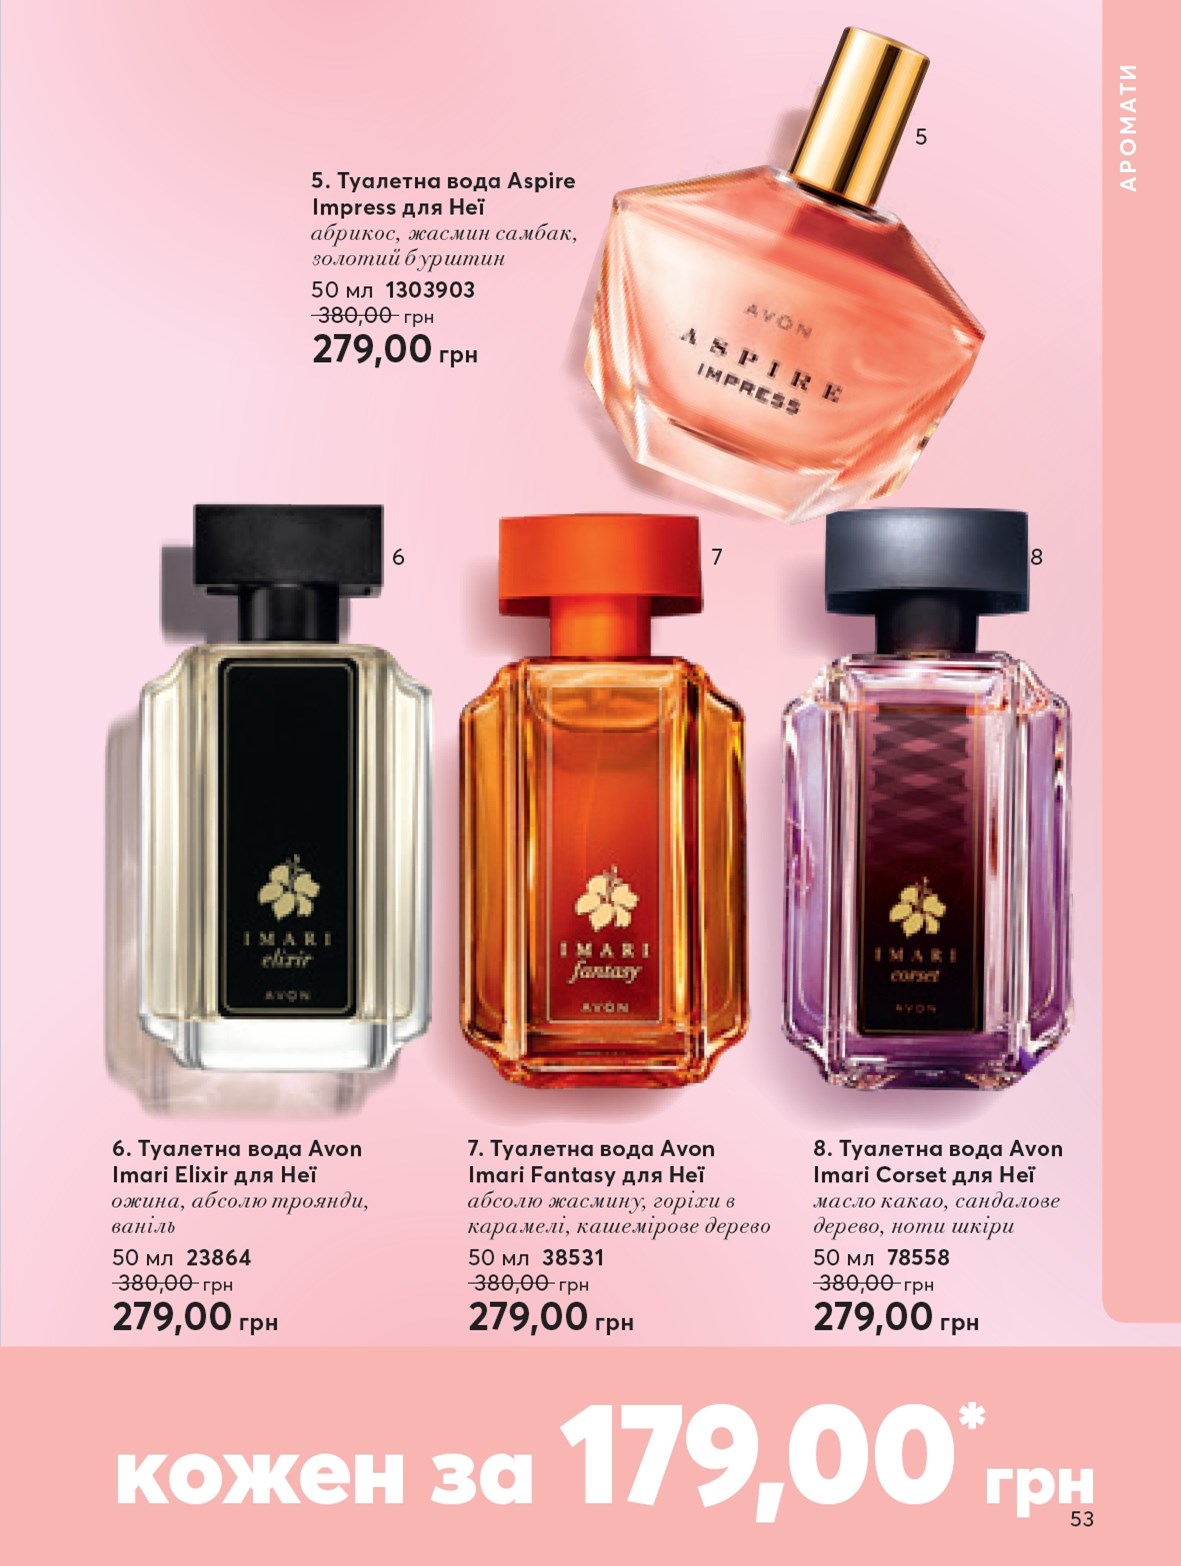 АРОМАТИ
5
5. Туалетна вода Aspire
Impress для Неї
абрикос, жасмин самбак,
золотий бурштин
50 мл 1303903
380,00 грн
279,00 грн
AVON
ASPIRE
IMPRESS
6
7
8
IMARI
elixir
AVON
IMARI
fantasy
AVON
IMARI
corset
AVON
6. Туалетна вода Avon
Imari Elixir для Неї
ожина, абсолю троянди,
ваніль
50 мл 23864
380,00 грн
279,00 грн
7. Туалетна вода Avon
Imari Fantasy для Неї
абсолю жасмину, горіхи в
карамелі, кашемірове дерево
50 мл 38531
380,00 грн
279,00 грн
8. Туалетна вода Avon
Imari Corset для Неї
масло какао, сандалове
дерево, ноти шкіри
50 мл 78558
380,00 грн
279,00 грн
кожен за 179,00* грн
53